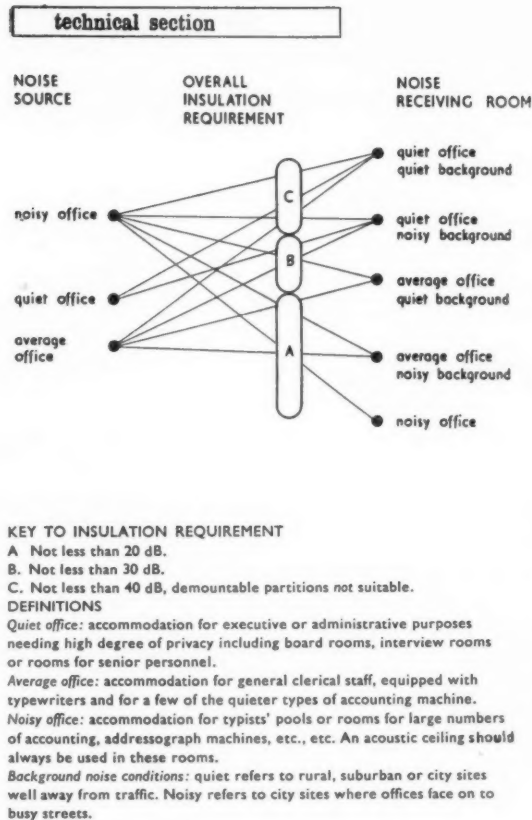 technical section
NOISE
SOURCE
OVERALL
INSULATION
REQUIREMENT
NOISE
RECEIVING ROOM
noisy office
quiet office
average
office
C
B
A
quiet office
quiet background
quiet office
noisy background
average office
quiet background
average office
noisy background
noisy office
KEY TO INSULATION REQUIREMENT
A Not less than 20 dB.
B. Not less than 30 dB.
C. Not less than 40 dB, demountable partitions not suitable.
DEFINITIONS
Quiet office: accommodation for executive or administrative purposes
needing high degree of privacy including board rooms, interview rooms
or rooms for senior personnel.
Average office: accommodation for general clerical staff, equipped with
typewriters and for a few of the quieter types of accounting machine.
Noisy office: accommodation for typists' pools or rooms for large numbers
of accounting, addressograph machines, etc., etc. An acoustic ceiling should
always be used in these rooms.
Background noise conditions: quiet refers to rural, suburban or city sites
well away from traffic. Noisy refers to city sites where offices face on to
busy streets.